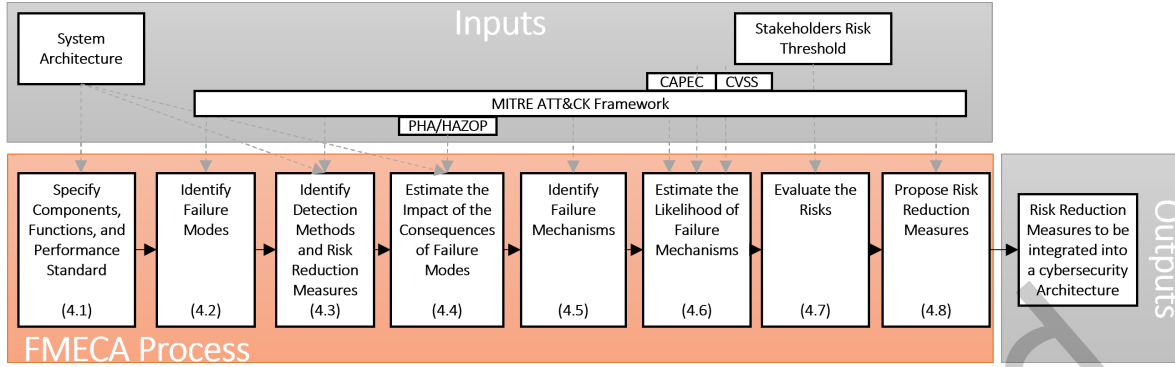 Inputs
System
Architecture
Stakeholders Risk
Threshold
CAPEC
CVSS
MITRE ATT&CK Framework
PHA/HAZOP
Specify
Components,
Functions, and
Performance
Standard
(4.1)
Identify
Failure
Modes
(4.2)
Identify
Detection
Methods
and Risk
Reduction
Measures
(4.3)
Estimate the
Impact of the
Consequences
of Failure
Modes
(4.4)
Identify
Failure
Mechanisms
(4.5)
Estimate the
Likelihood of
Failure
Mechanisms
(4.6)
Evaluate the
Risks
(4.7)
Propose Risk
Reduction
Measures
(4.8)
FMECA Process
Risk Reduction
Measures to be
integrated into
a cybersecurity
Architecture
Outputs